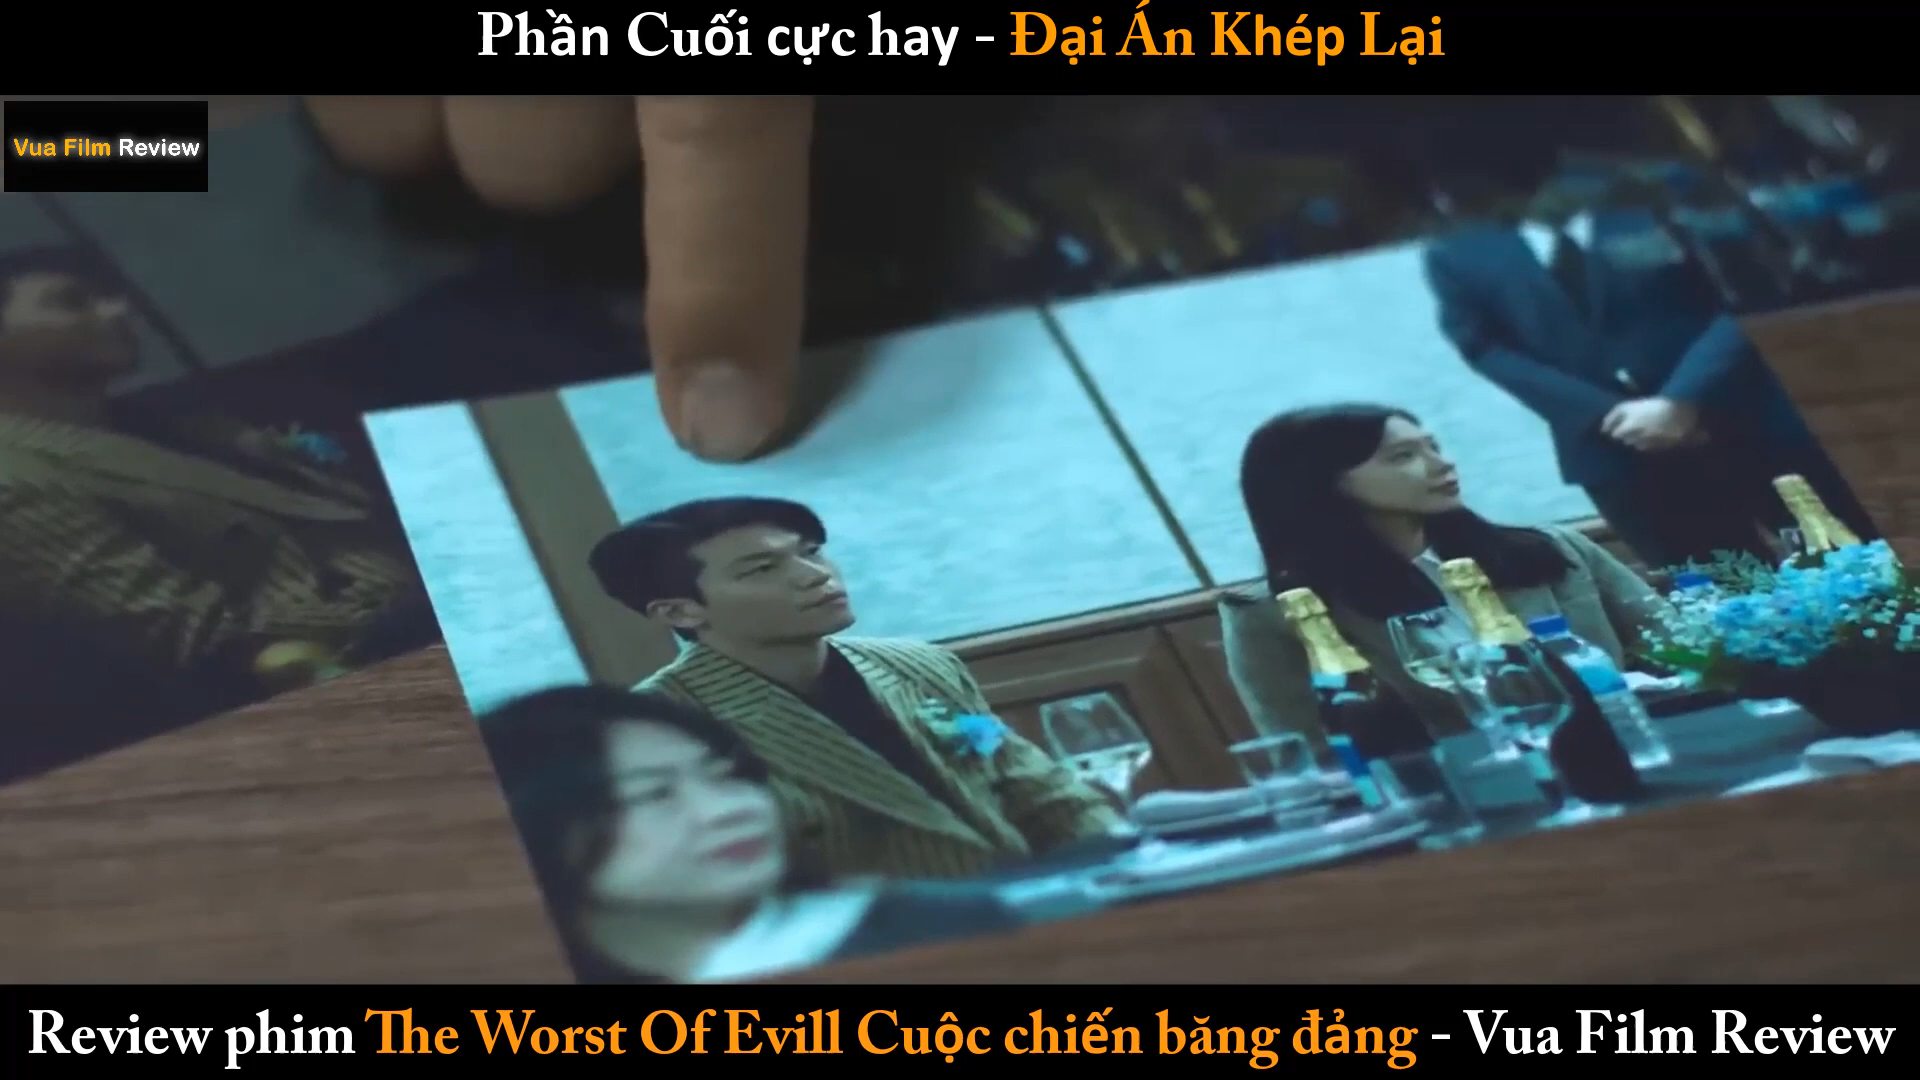 Phần Cuối cực hay - Đại Án Khép Lại
Vua Film Review
Review phim The Worst Of Evill Cuộc chiến băng đảng - Vua Film Review